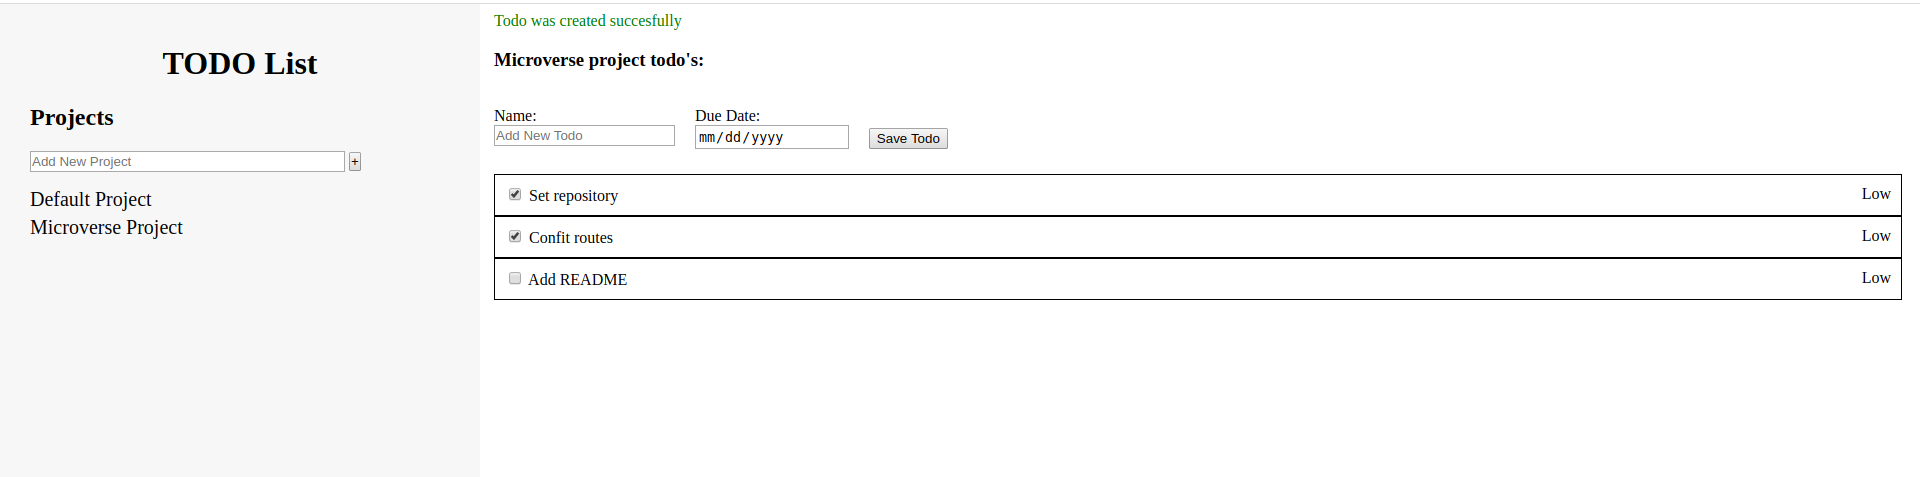 TODO List
Projects
Add New Project +
Default Project
Microverse Project
Todo was created succesfully
Microverse project todo's:
Name: Due Date:
Add New Todo mm/dd/yyyy Save Todo
Set repository Low
Confit routes Low
Add README Low